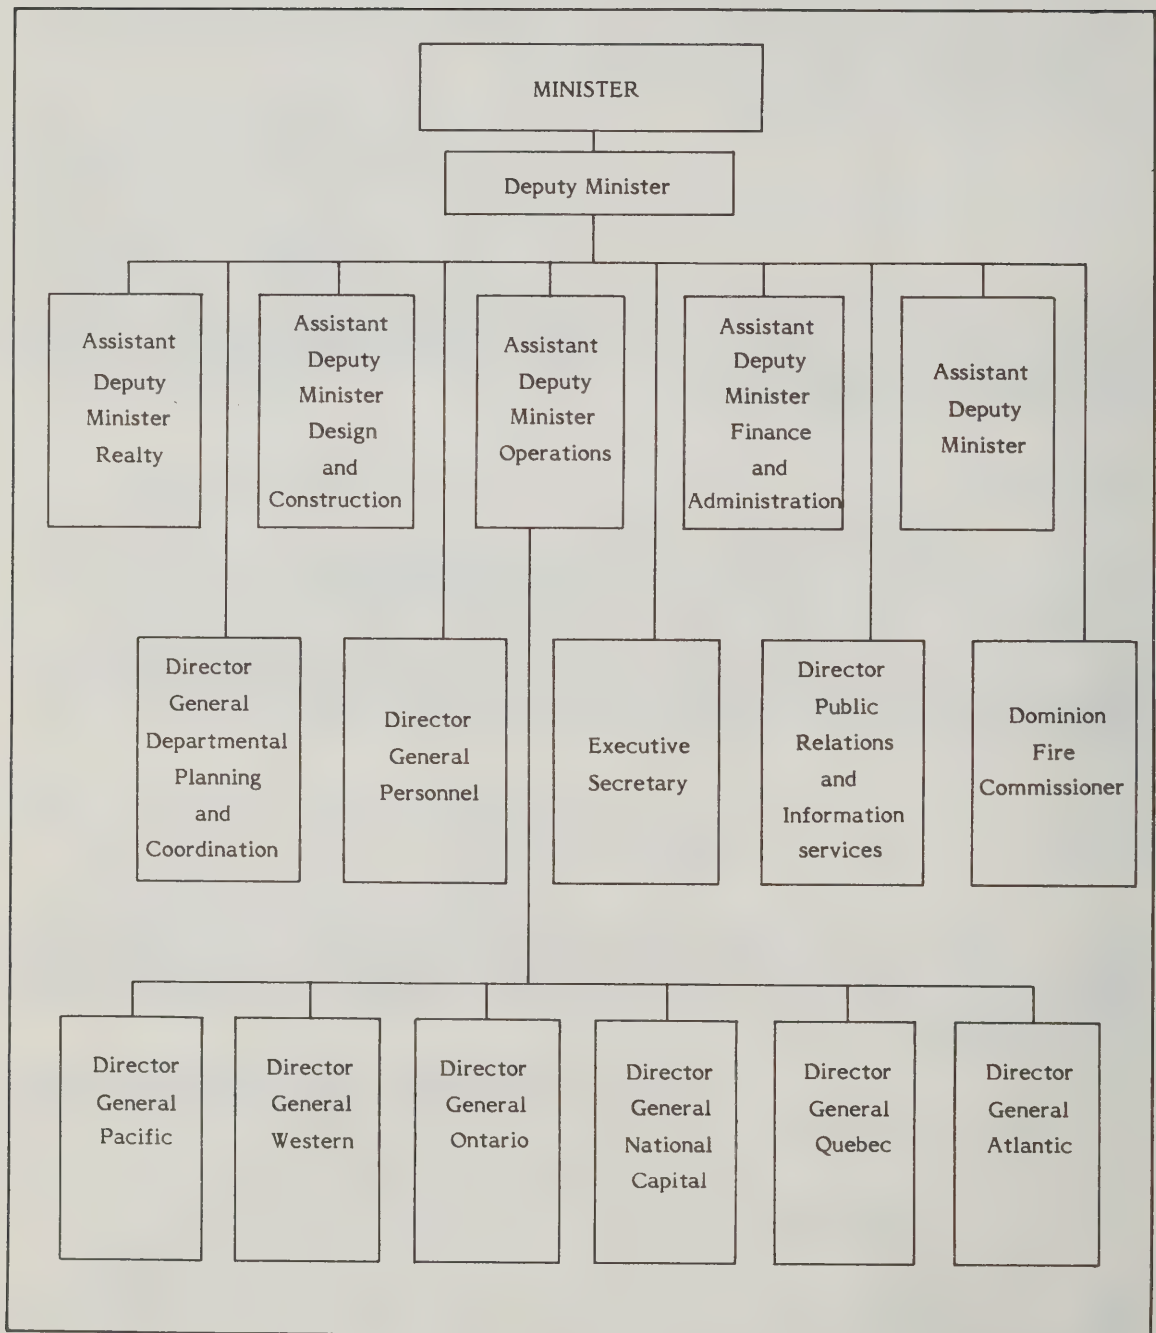 MINISTER
Deputy Minister
Assistant
Deputy
Minister
Realty
Assistant
Deputy
Minister
Design
and
Construction
Assistant
Deputy
Minister
Operations
Assistant
Deputy
Minister
Finance
and
Administration
Assistant
Deputy
Minister
Director
General
Departmental
Planning
and
Coordination
Director
General
Personnel
Executive
Secretary
Director
Public
Relations
and
Information
services
Dominion
Fire
Commissioner
Director
General
Pacific
Director
General
Western
Director
General
Ontario
Director
General
National
Capital
Director
General
Quebec
Director
General
Atlantic